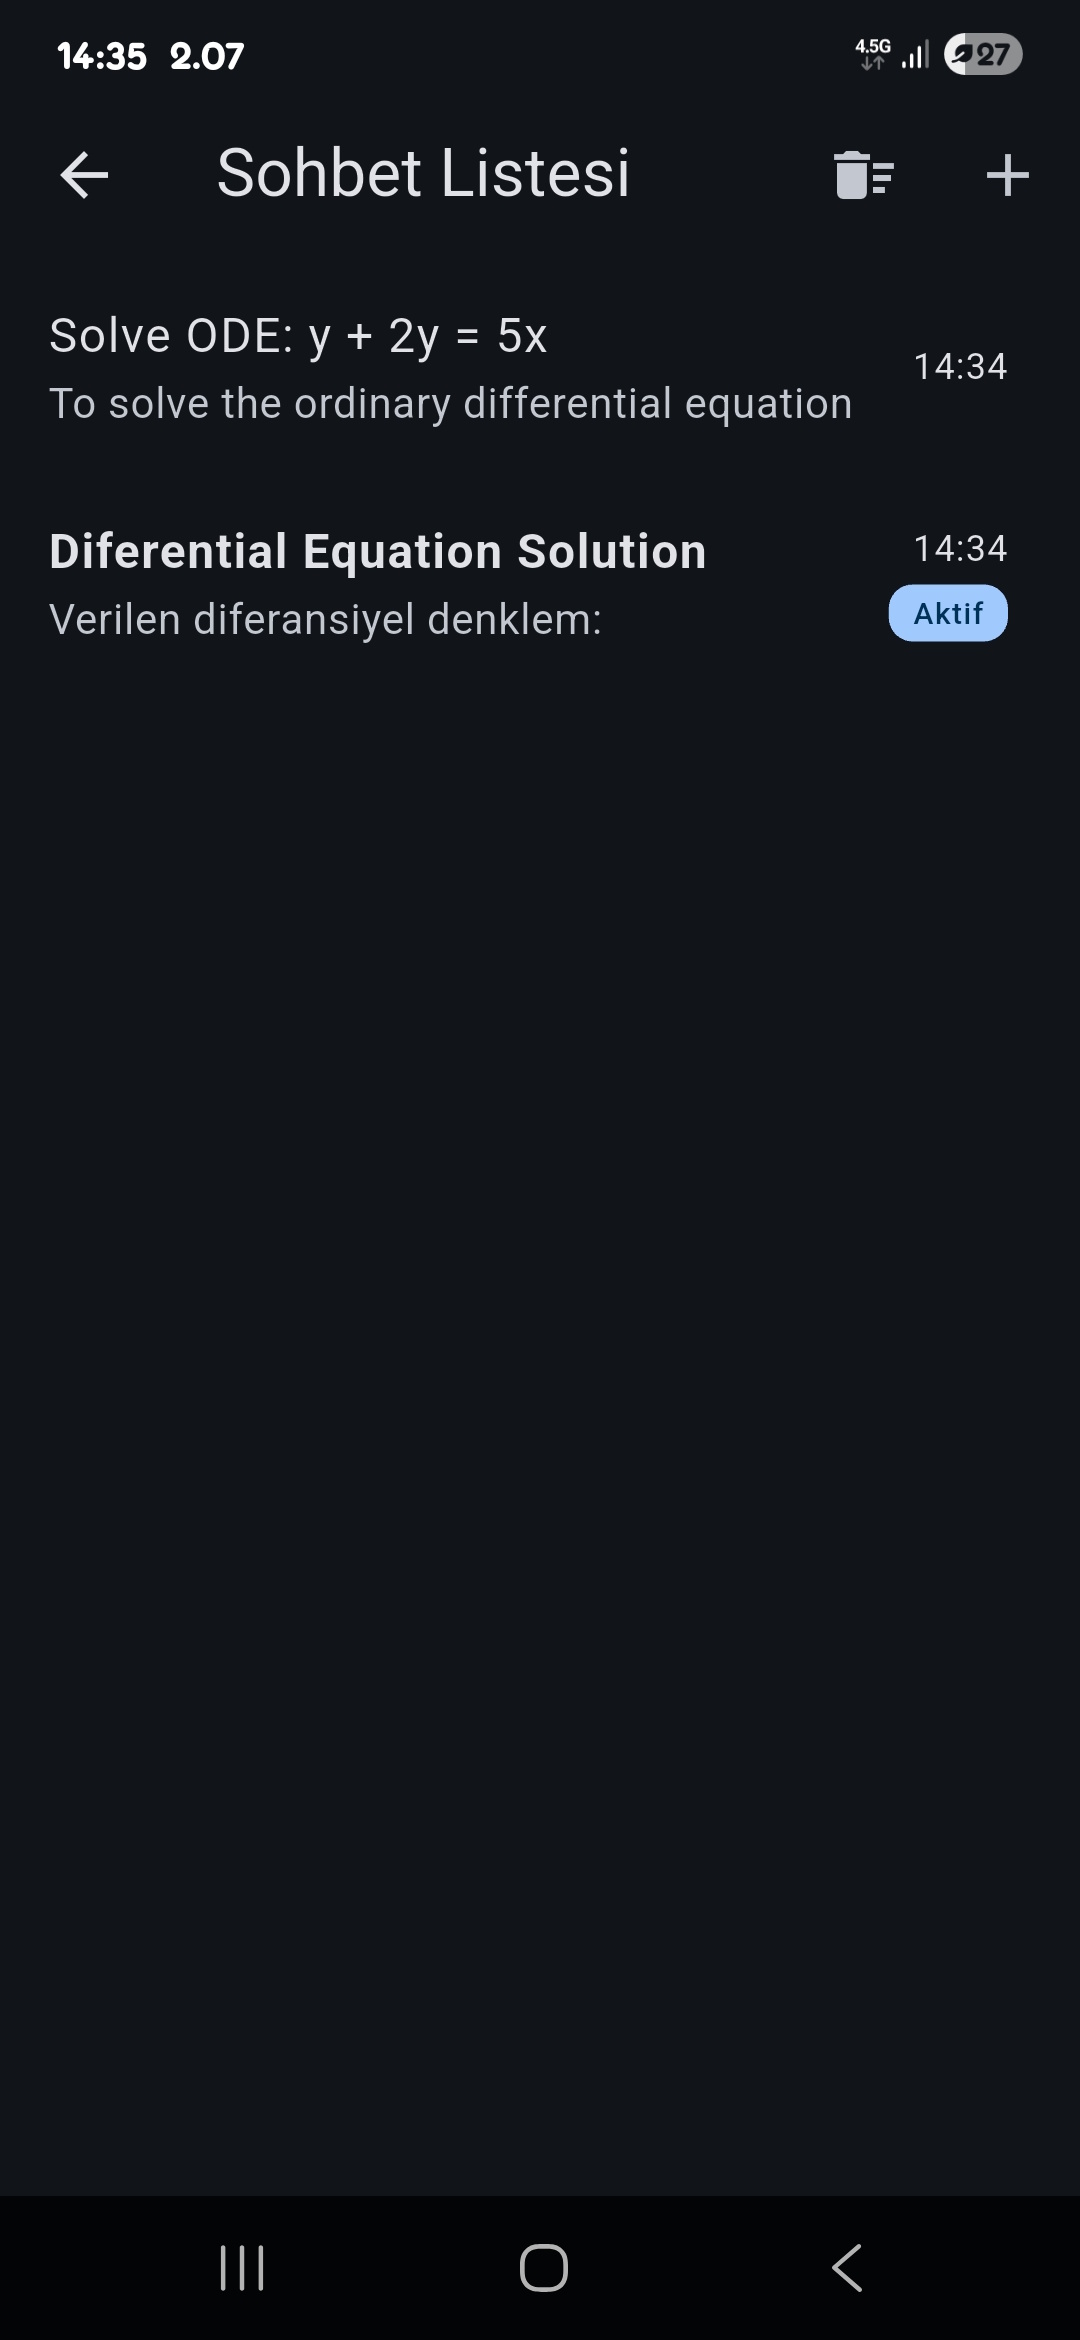 14:35 2.07 4.5G 27
Sohbet Listesi
Solve ODE: y + 2y = 5x
To solve the ordinary differential equation
14:34
Diferential Equation Solution
14:34
Verilen diferansiyel denklem:
Aktif